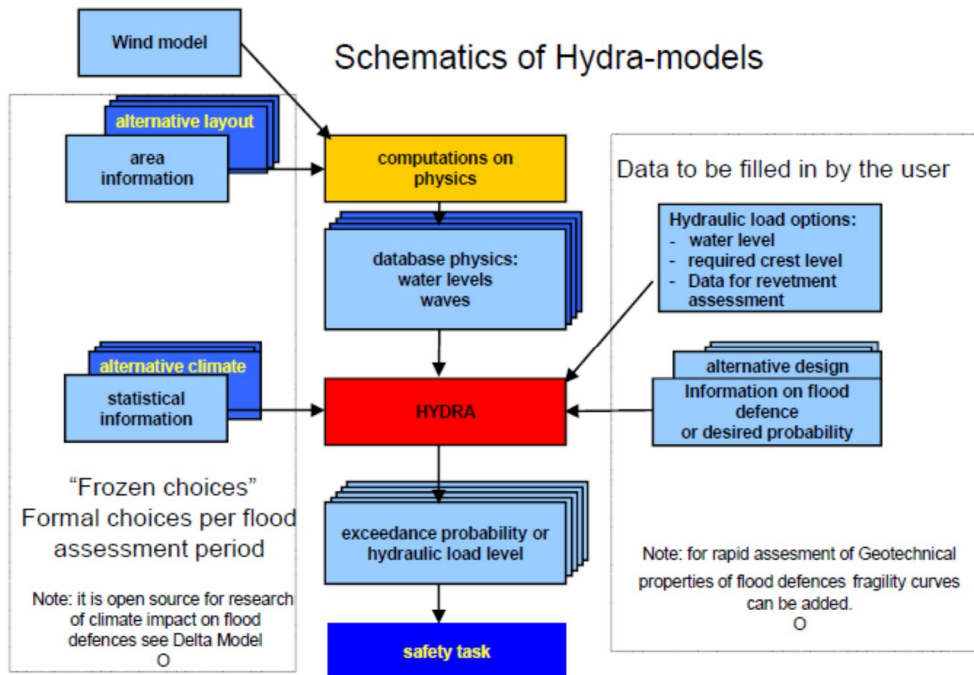 Wind model
Schematics of Hydra-models
alternative layout
area
information
computations on
physics
Data to be filled in by the user
Hydraulic load options:
- water level
- required crest level
- Data for revetment
assessment
database physics:
water levels
waves
alternative climate
statistical
information
HYDRA
alternative design
Information on flood
defence
or desired probability
“Frozen choices”
Formal choices per flood
assessment period
exceedance probability or
hydraulic load level
Note: it is open source for research
of climate impact on flood
defences see Delta Model
O
Note: for rapid assesment of Geotechnical
properties of flood defences fragility curves
can be added.
O
safety task